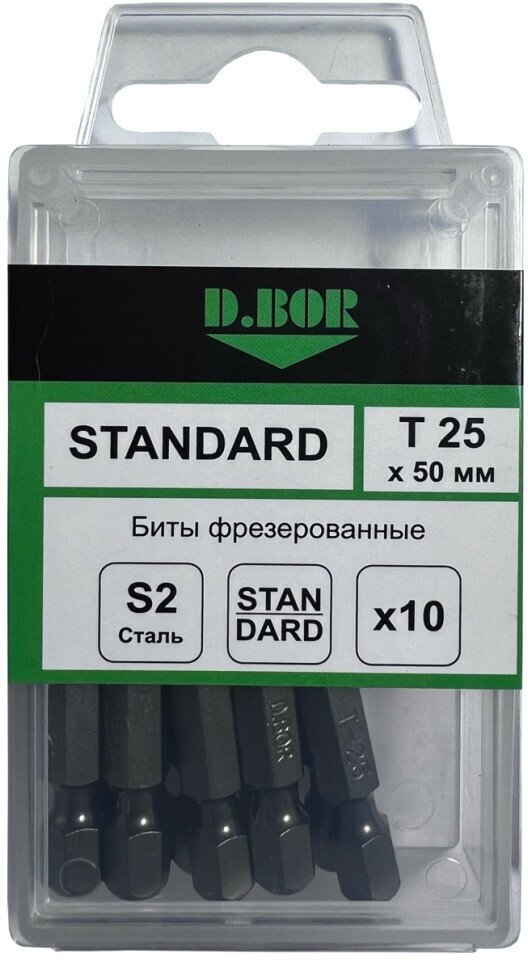 D.BOR
STANDARD
T 25
x 50 мм
Биты фрезерованные
S2
Сталь
STAN
DARD
x10
D.BOR
T-25